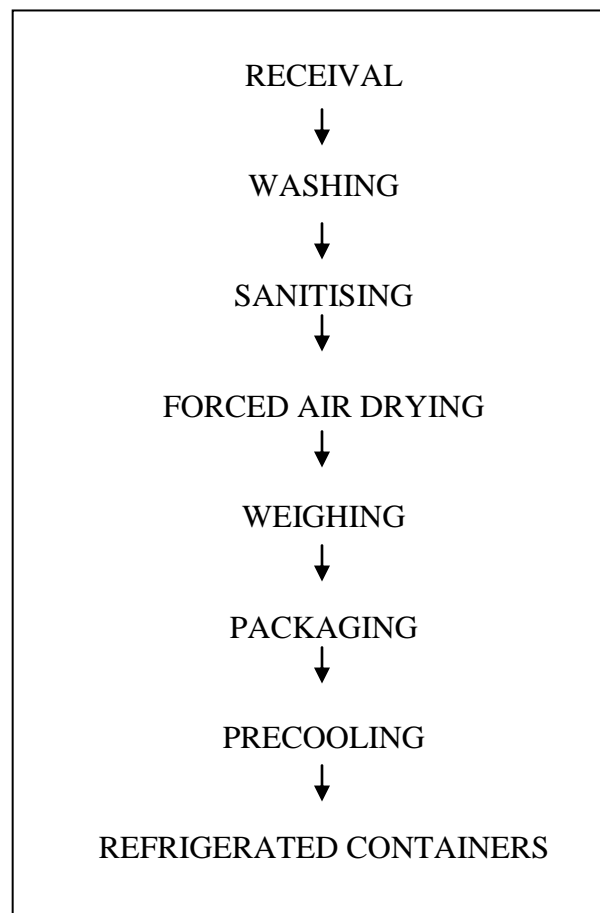 RECEIVAL
WASHING
SANITISING
FORCED AIR DRYING
WEIGHING
PACKAGING
PRECOOLING
REFRIGERATED CONTAINERS